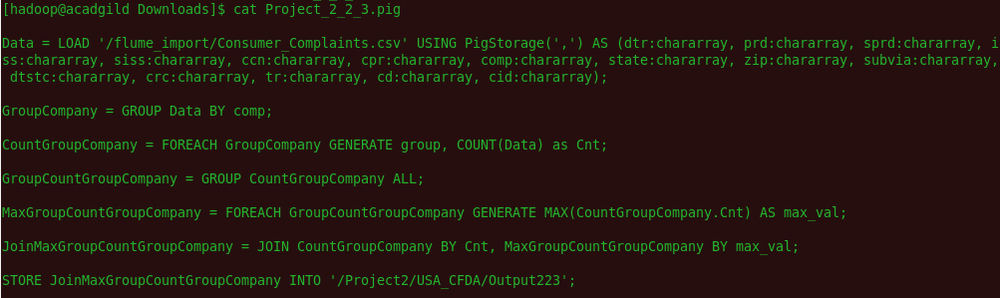 [hadoop@acadgild Downloads]$ cat Project_2_2_3.pig
Data = LOAD '/flume_import/Consumer_Complaints.csv' USING PigStorage(',') AS (dtr:chararray, prd:chararray, sprd:chararray, i
ss:chararray, siss:chararray, ccn:chararray, cpr:chararray, comp:chararray, state:chararray, zip:chararray, subvia:chararray,
 dtstc:chararray, crc:chararray, tr:chararray, cd:chararray, cid:chararray);
GroupCompany = GROUP Data BY comp;
CountGroupCompany = FOREACH GroupCompany GENERATE group, COUNT(Data) as Cnt;
GroupCountGroupCompany = GROUP CountGroupCompany ALL;
MaxGroupCountGroupCompany = FOREACH GroupCountGroupCompany GENERATE MAX(CountGroupCompany.Cnt) AS max_val;
JoinMaxGroupCountGroupCompany = JOIN CountGroupCompany BY Cnt, MaxGroupCountGroupCompany BY max_val;
STORE JoinMaxGroupCountGroupCompany INTO '/Project2/USA_CFDA/Output223';